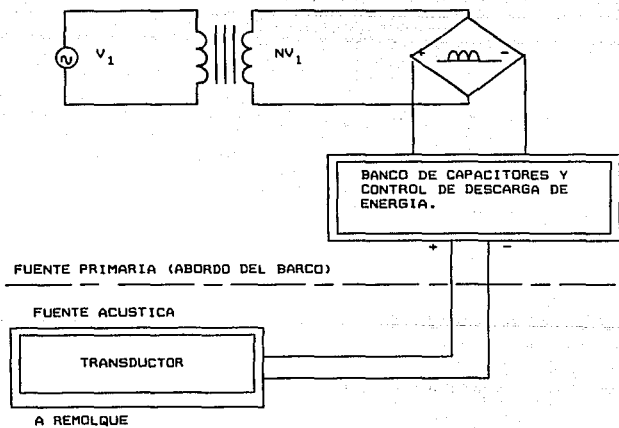 V1
NV1
+
-
BANCO DE CAPACITORES Y
CONTROL DE DESCARGA DE
ENERGIA.
+
-
FUENTE PRIMARIA (ABORDO DEL BARCO)
FUENTE ACUSTICA
TRANSDUCTOR
A REMOLQUE